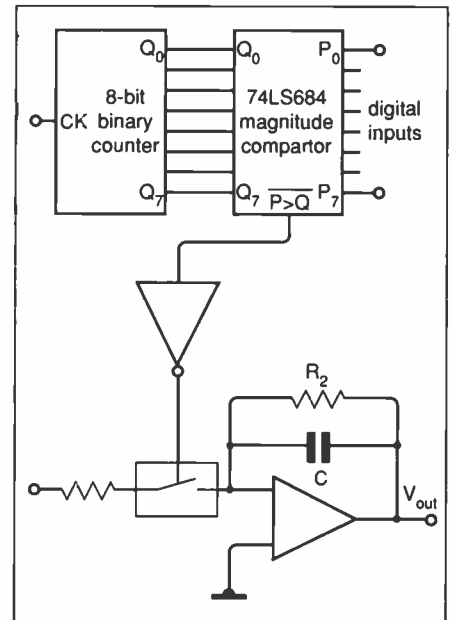 Q0 Q0 P0
8-bit 74LS684 digital
CK binary magnitude inputs
counter compartor
Q7 Q7 P>Q P7
R2
C
Vout